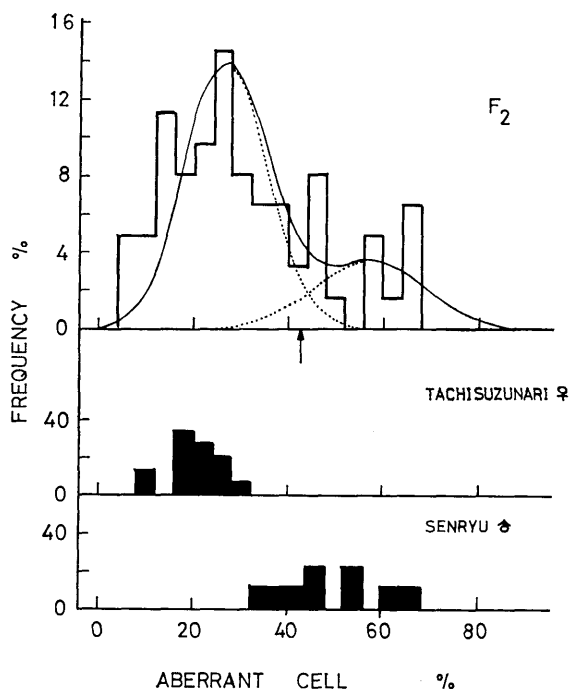 16
12
8
4
0
F2
FREQUENCY %
TACHISUZUNARI ♀
40
0
SENRYU ♂
40
0
0 20 40 60 80
ABERRANT CELL %